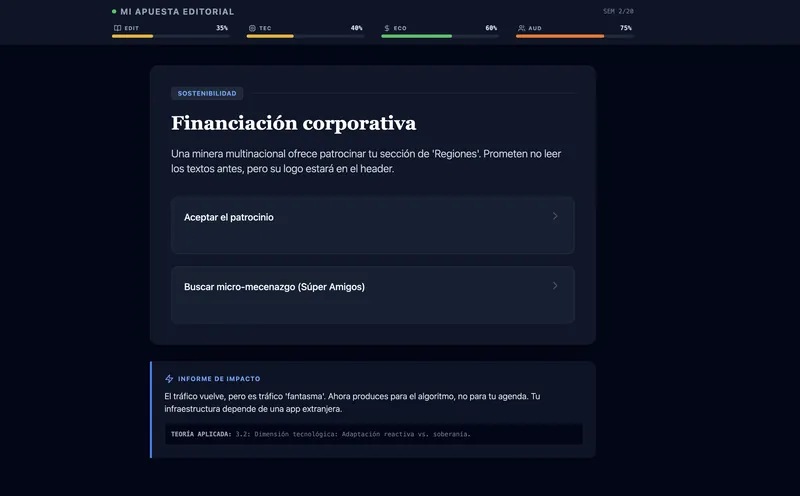 MI APUESTA EDITORIAL
SEM 2/20
EDIT 35%
TEC 40%
ECO 60%
AUD 75%
SOSTENIBILIDAD
Financiación corporativa
Una minera multinacional ofrece patrocinar tu sección de 'Regiones'. Prometen no leer
los textos antes, pero su logo estará en el header.
Aceptar el patrocinio
Buscar micro-mecenazgo (Súper Amigos)
INFORME DE IMPACTO
El tráfico vuelve, pero es tráfico 'fantasma'. Ahora produces para el algoritmo, no para tu agenda. Tu
infraestructura depende de una app extranjera.
TEORÍA APLICADA: 3.2: Dimensión tecnológica: Adaptación reactiva vs. soberanía.